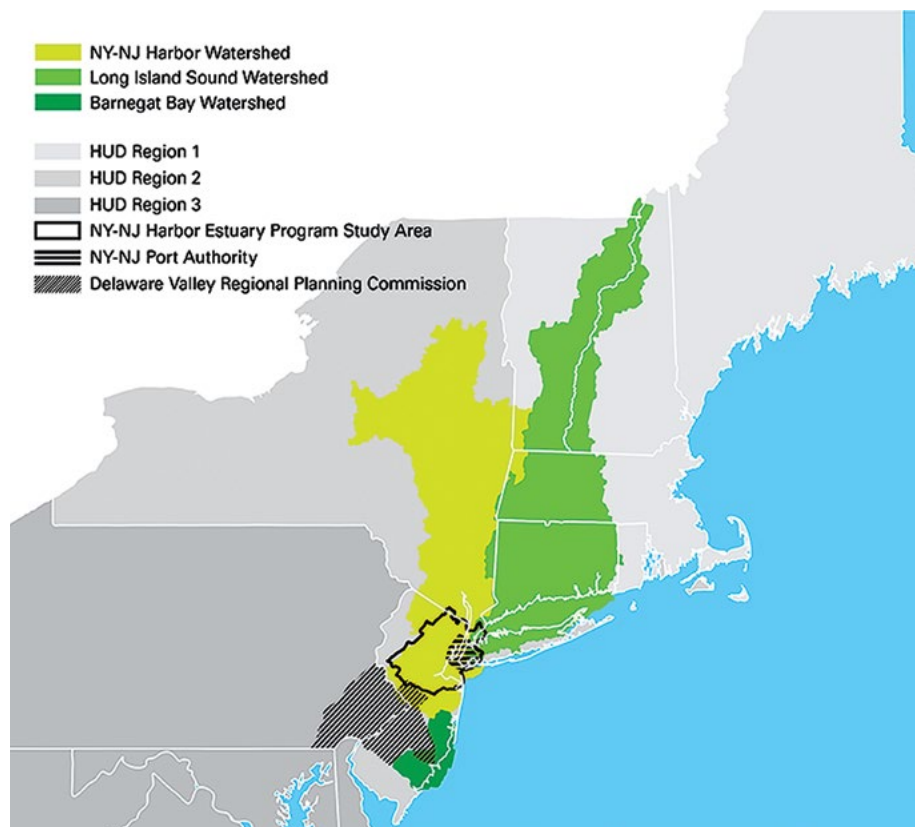 NY-NJ Harbor Watershed
Long Island Sound Watershed
Barnegat Bay Watershed
HUD Region 1
HUD Region 2
HUD Region 3
NY-NJ Harbor Estuary Program Study Area
NY-NJ Port Authority
Delaware Valley Regional Planning Commission